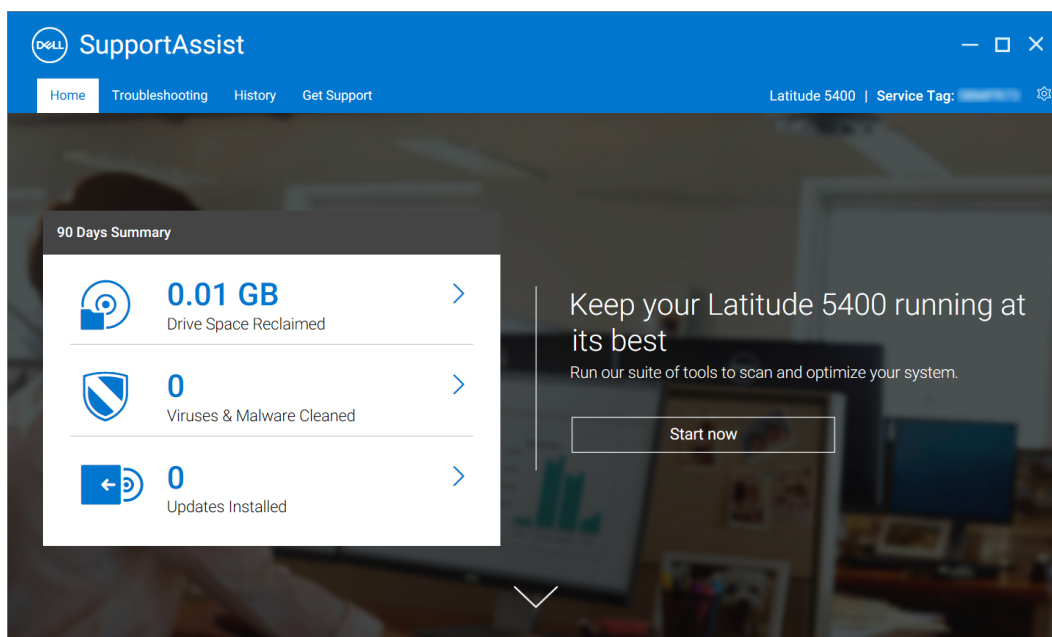 DELL SupportAssist
Home Troubleshooting History Get Support Latitude 5400 | Service Tag:
90 Days Summary
0.01 GB
Drive Space Reclaimed
0
Viruses & Malware Cleaned
0
Updates Installed
Keep your Latitude 5400 running at
its best
Run our suite of tools to scan and optimize your system.
Start now